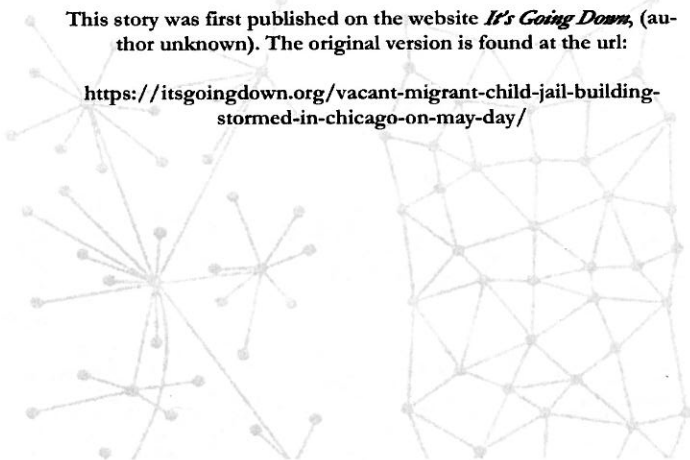 This story was first published on the website It's Going Down, (au-
thor unknown). The original version is found at the url:
https://itsgoingdown.org/vacant-migrant-child-jail-building-
stormed-in-chicago-on-may-day/